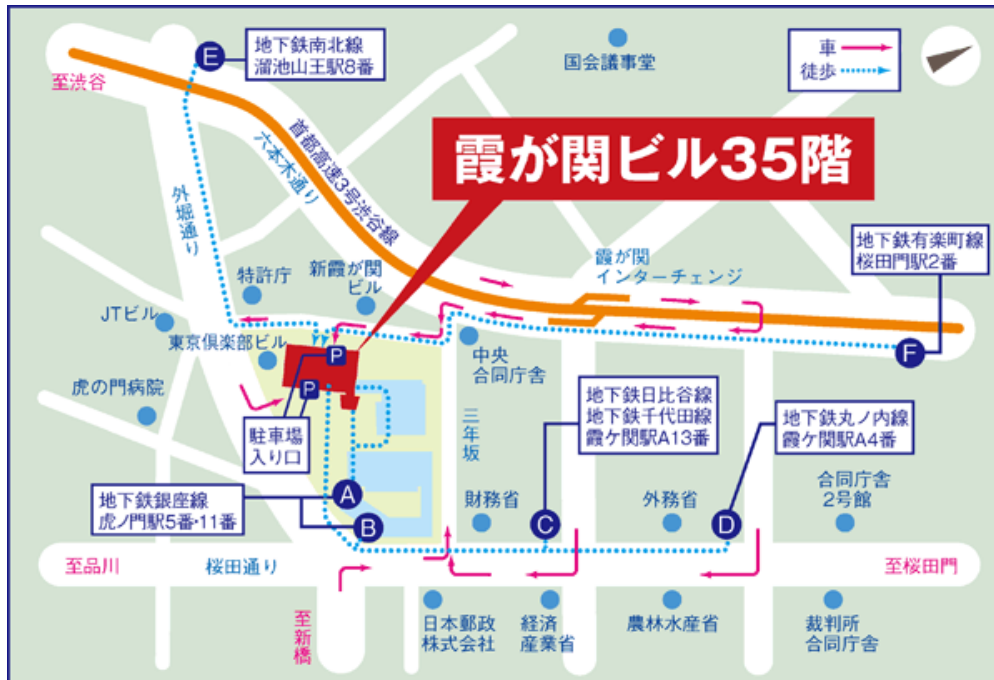 E
地下鉄南北線
溜池山王駅8番
国会議事堂
車
徒歩
至渋谷
首都高速3号渋谷線
六本木通り
外堀通り
霞が関ビル35階
地下鉄有楽町線
桜田門駅2番
霞が関
インターチェンジ
特許庁
新霞が関
ビル
JTビル
東京倶楽部ビル
P
P
中央
合同庁舎
F
虎の門病院
駐車場
入り口
三年坂
地下鉄日比谷線
地下鉄千代田線
霞ケ関駅A13番
地下鉄丸ノ内線
霞ケ関駅A4番
地下鉄銀座線
虎ノ門駅5番・11番
A
B
財務省
C
外務省
D
合同庁舎
2号館
至品川
桜田通り
至桜田門
至新橋
日本郵政
株式会社
経済
産業省
農林水産省
裁判所
合同庁舎